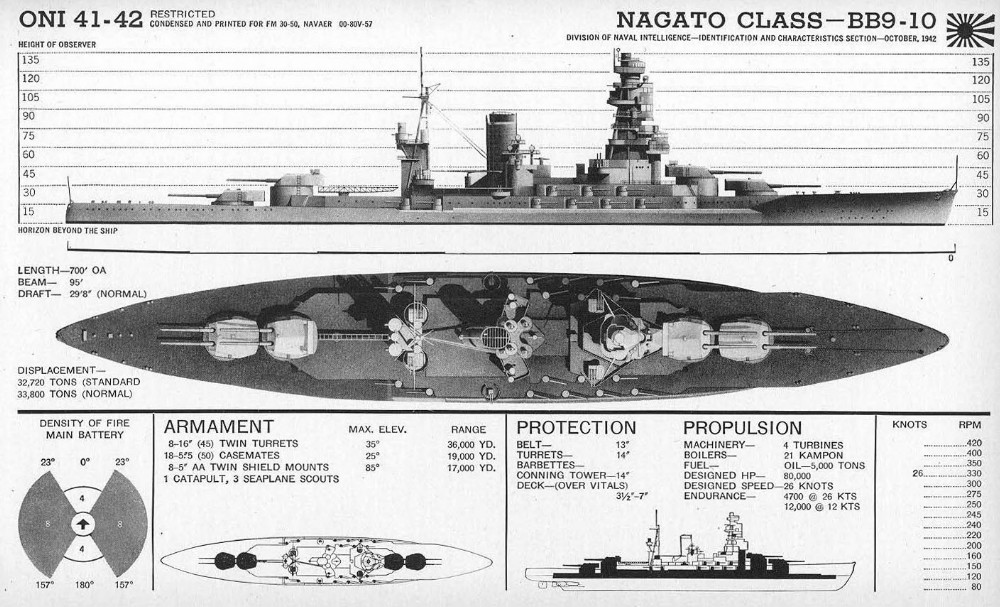 ONI 41-42 RESTRICTED
CONDENSED AND PRINTED FOR FM 30-50, NAVAER 00-80V-57
NAGATO CLASS—BB9-10
DIVISION OF NAVAL INTELLIGENCE—IDENTIFICATION AND CHARACTERISTICS SECTION—OCTOBER, 1942
HEIGHT OF OBSERVER
135 135
120 120
105 105
90 90
75 75
60 60
45 45
30 30
15 15
HORIZON BEYOND THE SHIP
0
LENGTH—700' OA
BEAM— 95'
DRAFT— 29'8" (NORMAL)
DISPLACEMENT—
32,720 TONS (STANDARD
33,800 TONS (NORMAL)
DENSITY OF FIRE
MAIN BATTERY
23° 0° 23°
4
8 8
4
157° 180° 157°
ARMAMENT MAX. ELEV. RANGE
8-16" (45) TWIN TURRETS 35° 36,000 YD.
18-5"5 (50) CASEMATES 25° 19,000 YD.
8-5" AA TWIN SHIELD MOUNTS 85° 17,000 YD.
1 CATAPULT, 3 SEAPLANE SCOUTS
PROTECTION
BELT— 13"
TURRETS— 14"
BARBETTES—
CONNING TOWER—14"
DECK—(OVER VITALS)
3½"-7"
PROPULSION
MACHINERY— 4 TURBINES
BOILERS— 21 KAMPON
FUEL— OIL—5,000 TONS
DESIGNED HP— 80,000
DESIGNED SPEED—26 KNOTS
ENDURANCE— 4700 @ 26 KTS
12,000 @ 12 KTS
KNOTS RPM
420
400
350
26 330
300
275
250
245
240
220
200
160
150
120
80